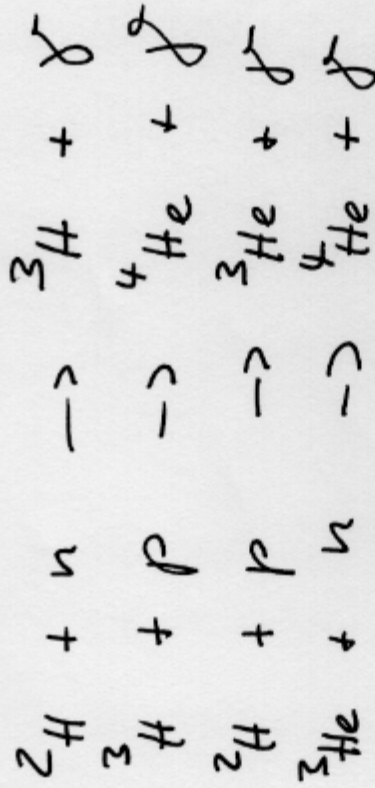 ²H + n → ³H + γ
³H + p → ⁴He + γ
²H + p → ³He + γ
³He + n → ⁴He + γ